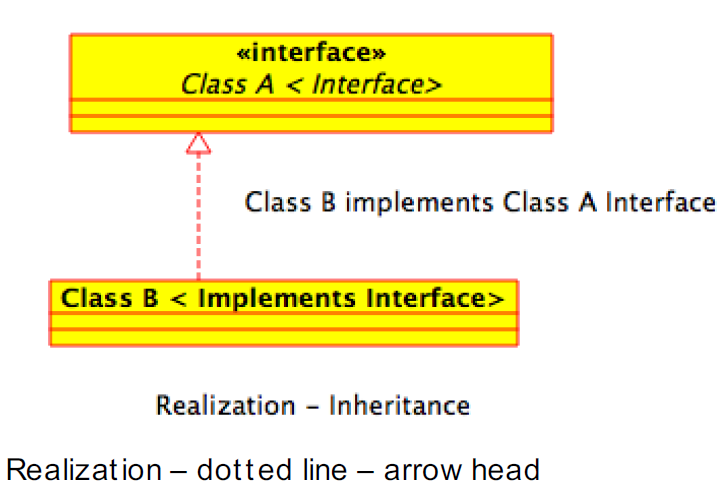 «interface»
Class A < Interface>
Class B implements Class A Interface
Class B < Implements Interface>
Realization – Inheritance
Realization – dotted line – arrow head